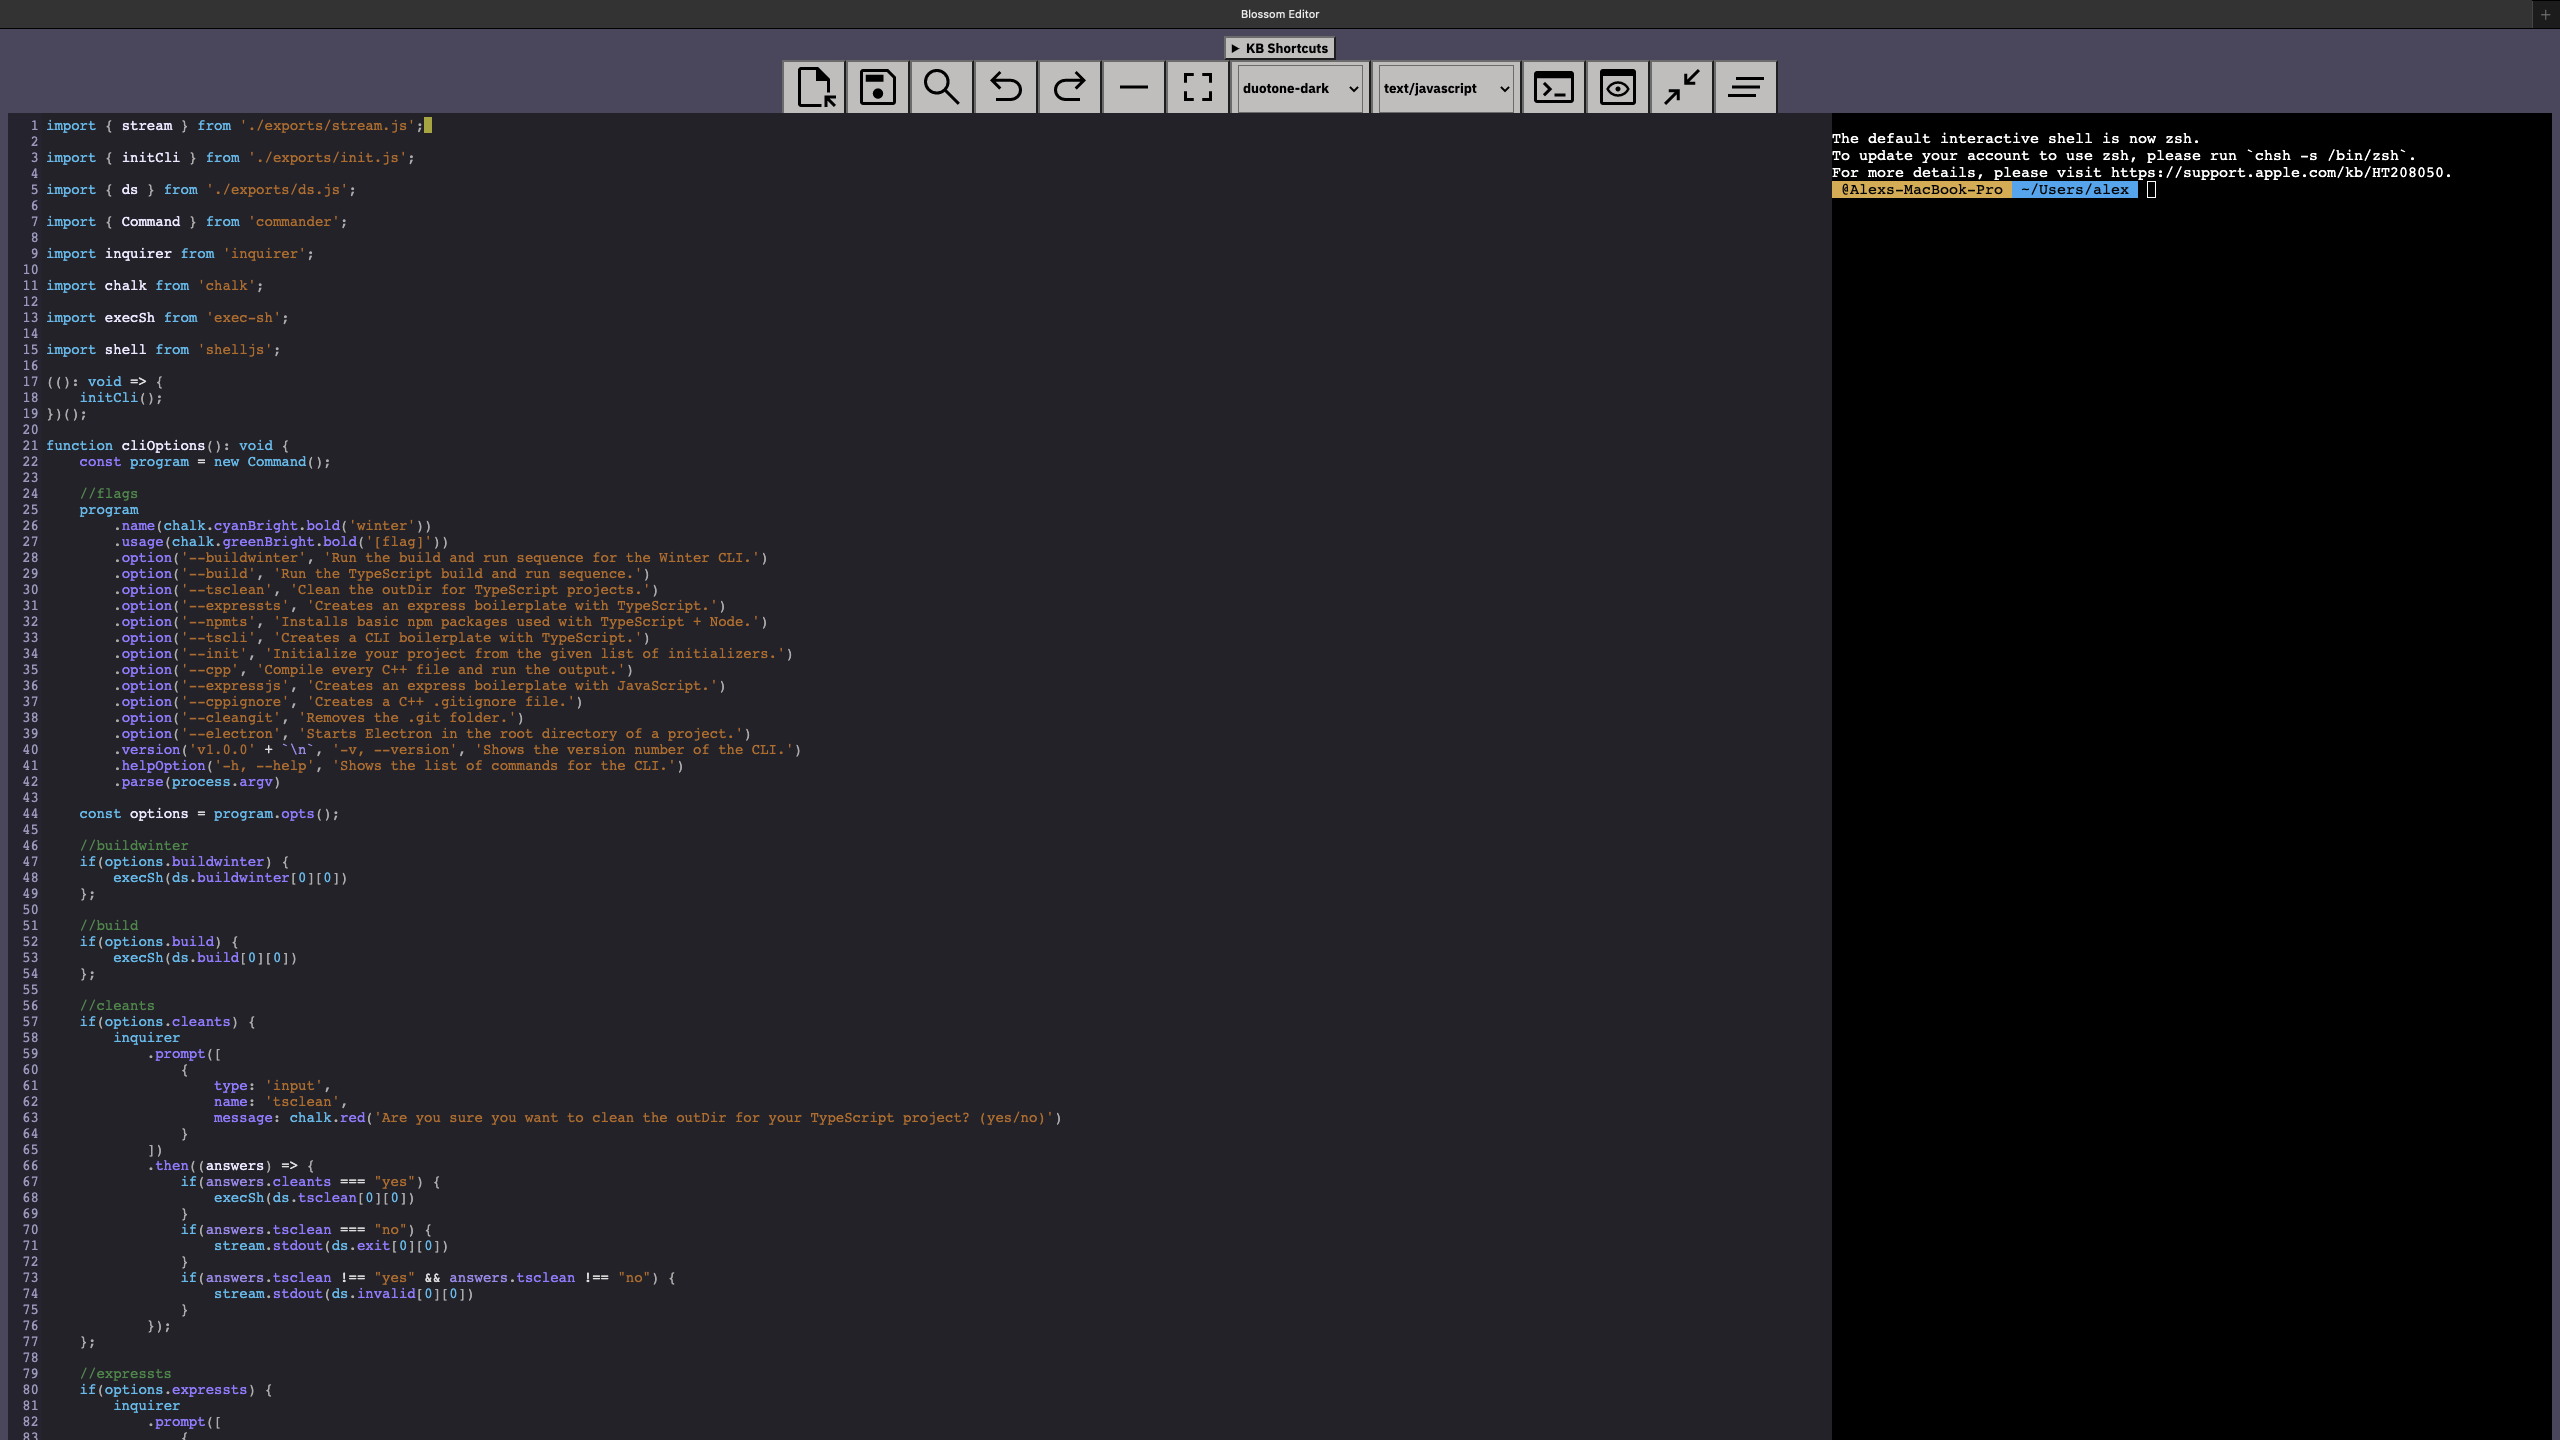 Blossom Editor
KB Shortcuts
duotone-dark
text/javascript
1 import { stream } from './exports/stream.js';
2
3 import { initCli } from './exports/init.js';
4
5 import { ds } from './exports/ds.js';
6
7 import { Command } from 'commander';
8
9 import inquirer from 'inquirer';
10
11 import chalk from 'chalk';
12
13 import execSh from 'exec-sh';
14
15 import shell from 'shelljs';
16
17 ((): void => {
18     initCli();
19 })();
20
21 function cliOptions(): void {
22     const program = new Command();
23
24     //flags
25     program
26         .name(chalk.cyanBright.bold('winter'))
27         .usage(chalk.greenBright.bold('[flag]'))
28         .option('--buildwinter', 'Run the build and run sequence for the Winter CLI.')
29         .option('--build', 'Run the TypeScript build and run sequence.')
30         .option('--tsclean', 'Clean the outDir for TypeScript projects.')
31         .option('--expressts', 'Creates an express boilerplate with TypeScript.')
32         .option('--npmts', 'Installs basic npm packages used with TypeScript + Node.')
33         .option('--tscli', 'Creates a CLI boilerplate with TypeScript.')
34         .option('--init', 'Initialize your project from the given list of initializers.')
35         .option('--cpp', 'Compile every C++ file and run the output.')
36         .option('--expressjs', 'Creates an express boilerplate with JavaScript.')
37         .option('--cppignore', 'Creates a C++ .gitignore file.')
38         .option('--cleangit', 'Removes the .git folder.')
39         .option('--electron', 'Starts Electron in the root directory of a project.')
40         .version('v1.0.0' + `\n`, '-v, --version', 'Shows the version number of the CLI.')
41         .helpOption('-h, --help', 'Shows the list of commands for the CLI.')
42         .parse(process.argv)
43
44     const options = program.opts();
45
46     //buildwinter
47     if(options.buildwinter) {
48         execSh(ds.buildwinter[0][0])
49     };
50
51     //build
52     if(options.build) {
53         execSh(ds.build[0][0])
54     };
55
56     //cleants
57     if(options.cleants) {
58         inquirer
59             .prompt([
60                 {
61                     type: 'input',
62                     name: 'tsclean',
63                     message: chalk.red('Are you sure you want to clean the outDir for your TypeScript project? (yes/no)')
64                 }
65             ])
66             .then((answers) => {
67                 if(answers.cleants === "yes") {
68                     execSh(ds.tsclean[0][0])
69                 }
70                 if(answers.tsclean === "no") {
71                     stream.stdout(ds.exit[0][0])
72                 }
73                 if(answers.tsclean !== "yes" && answers.tsclean !== "no") {
74                     stream.stdout(ds.invalid[0][0])
75                 }
76             });
77     };
78
79     //expressts
80     if(options.expressts) {
81         inquirer
82             .prompt([
83                 {
The default interactive shell is now zsh.
To update your account to use zsh, please run `chsh -s /bin/zsh`.
For more details, please visit https://support.apple.com/kb/HT208050.
@Alexs-MacBook-Pro ~/Users/alex